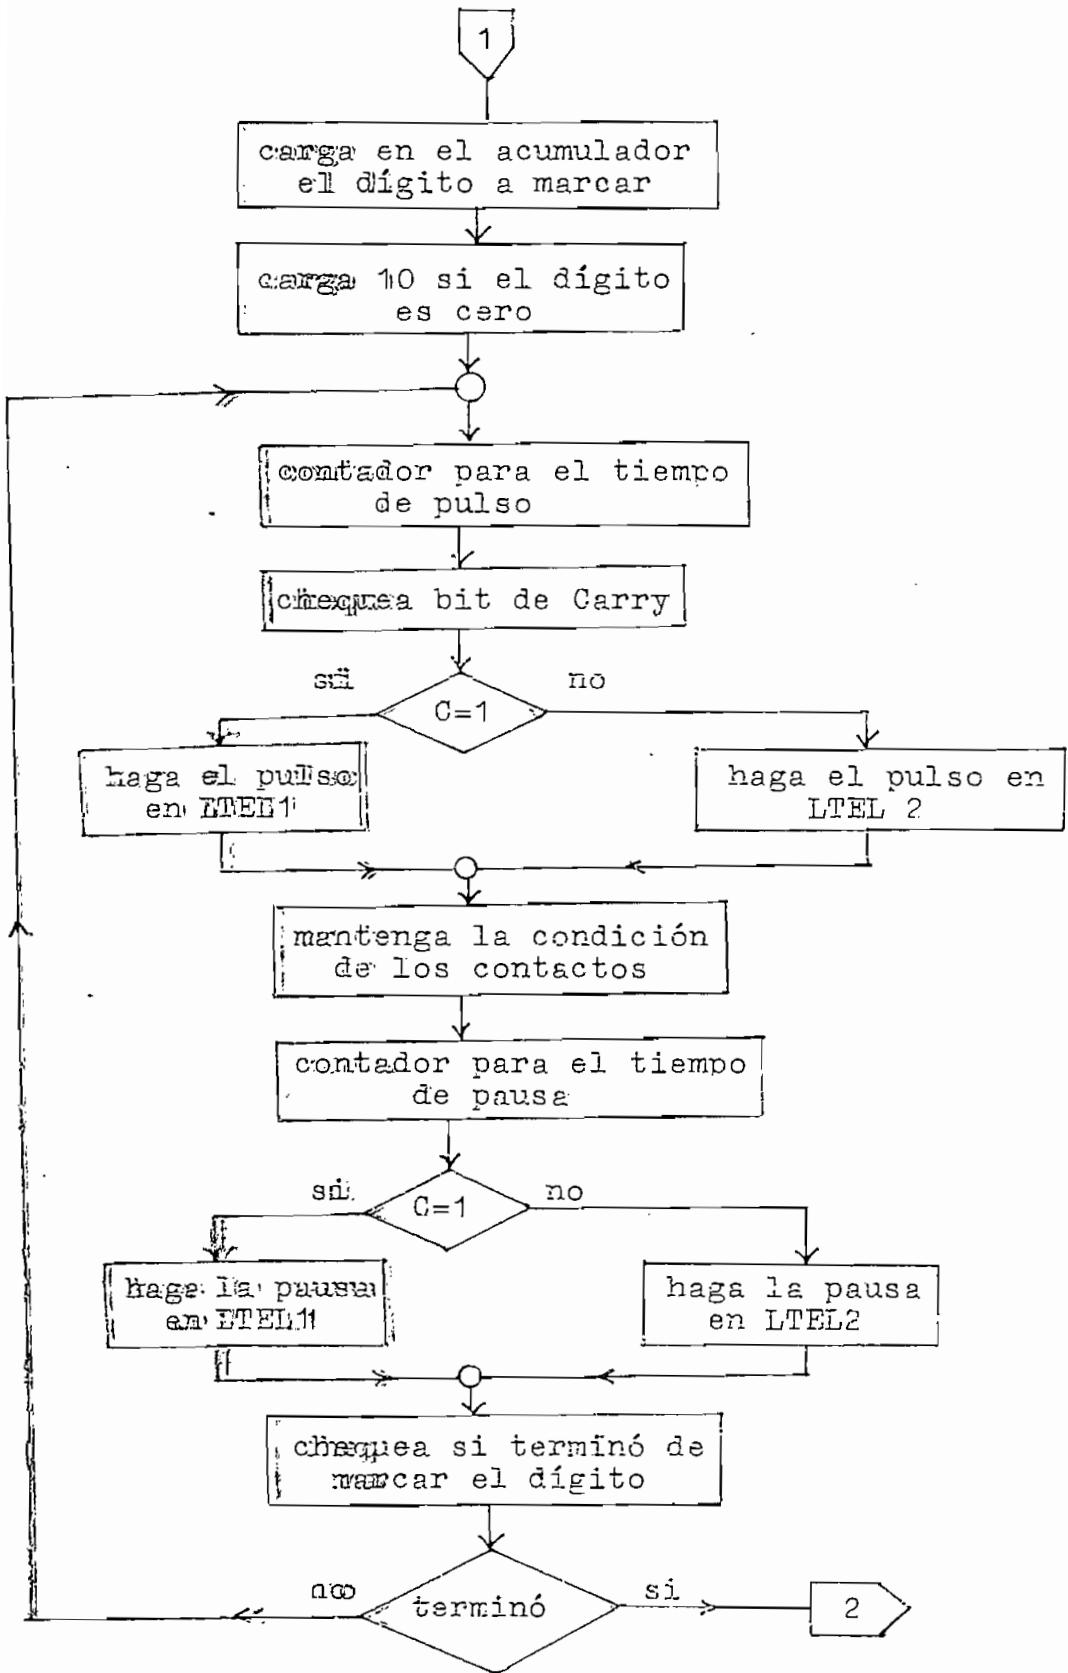 1
carga en el acumulador
el dígito a marcar
carga 10 si el dígito
es cero
contador para el tiempo
de pulso
chequea bit de Carry
si
no
C=1
haga el pulso
en LTEL1
haga el pulso en
LTEL 2
mantenga la condición
de los contactos
contador para el tiempo
de pausa
si
no
C=1
haga la pausa
en LTEL1
haga la pausa
en LTEL2
chequea si terminó de
marcar el dígito
no
terminó
si
2